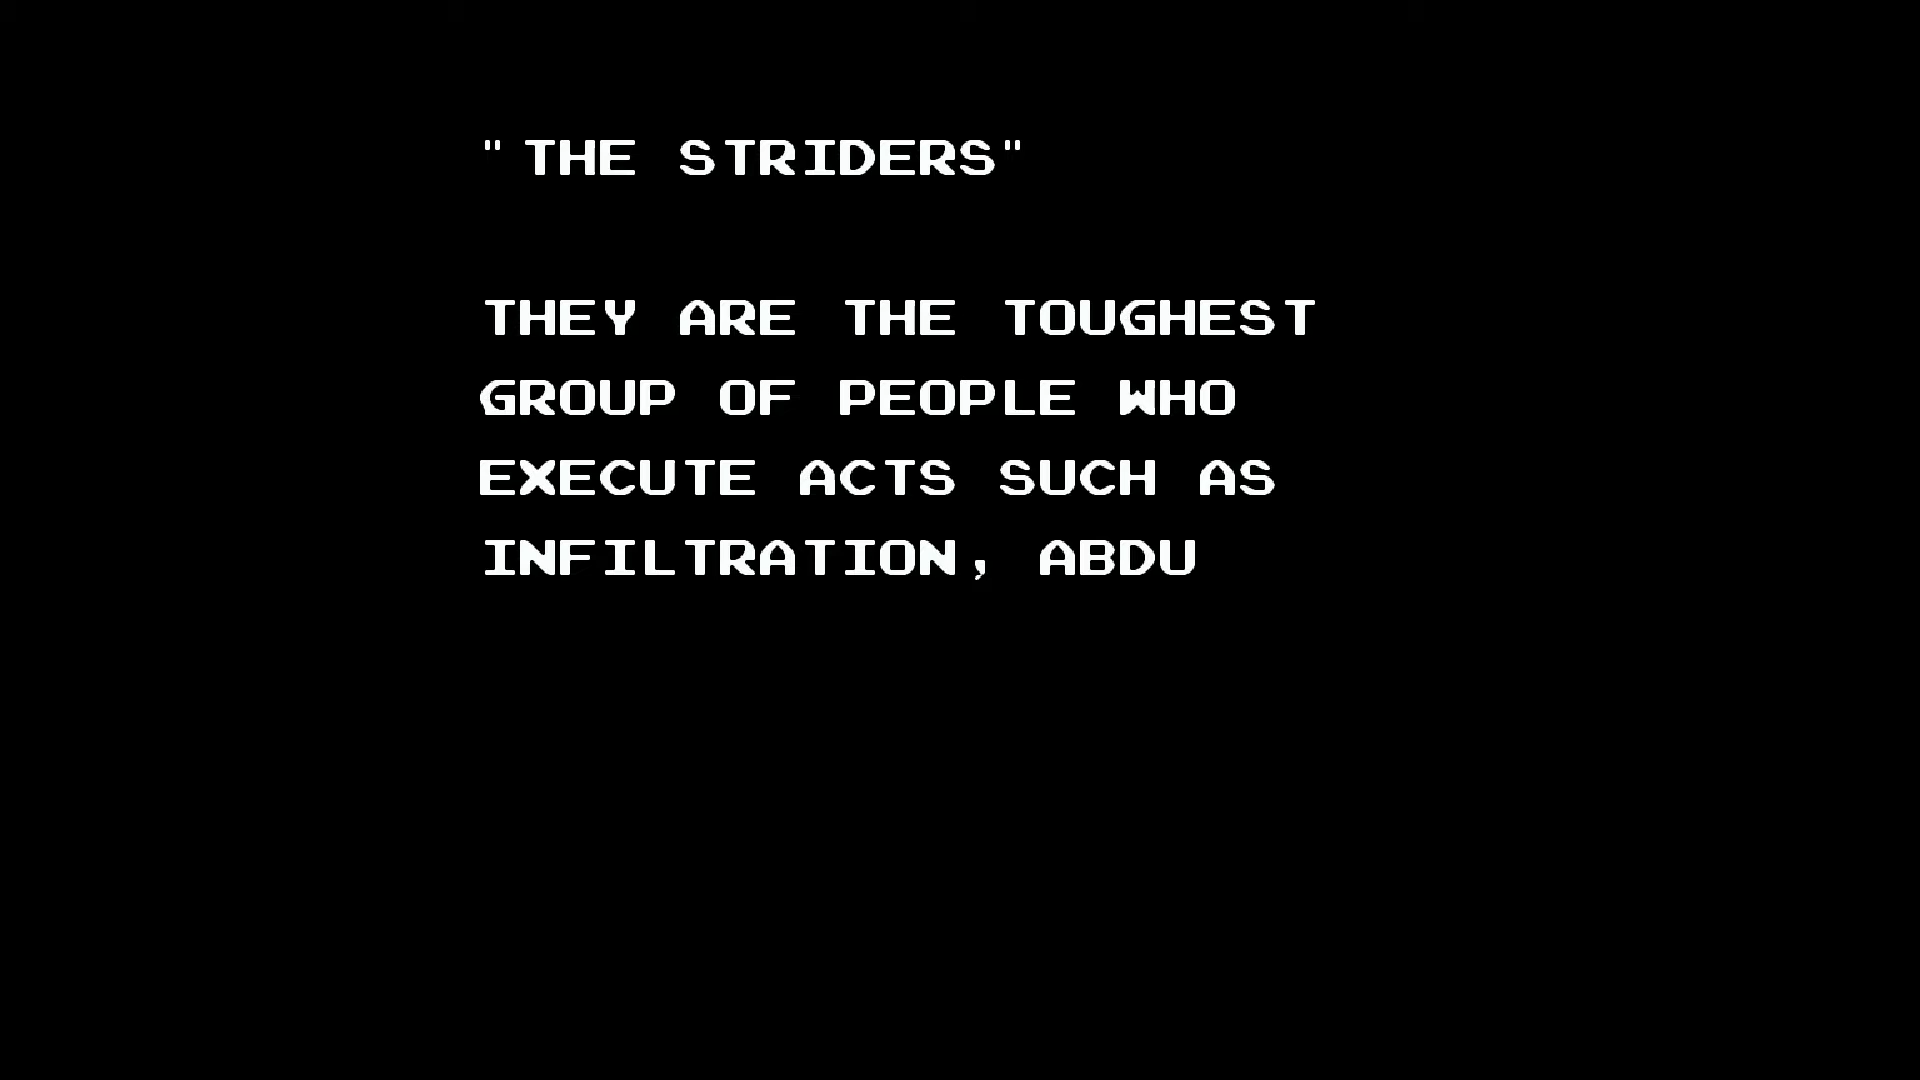 "THE STRIDERS"
THEY ARE THE TOUGHEST
GROUP OF PEOPLE WHO
EXECUTE ACTS SUCH AS
INFILTRATION, ABDU